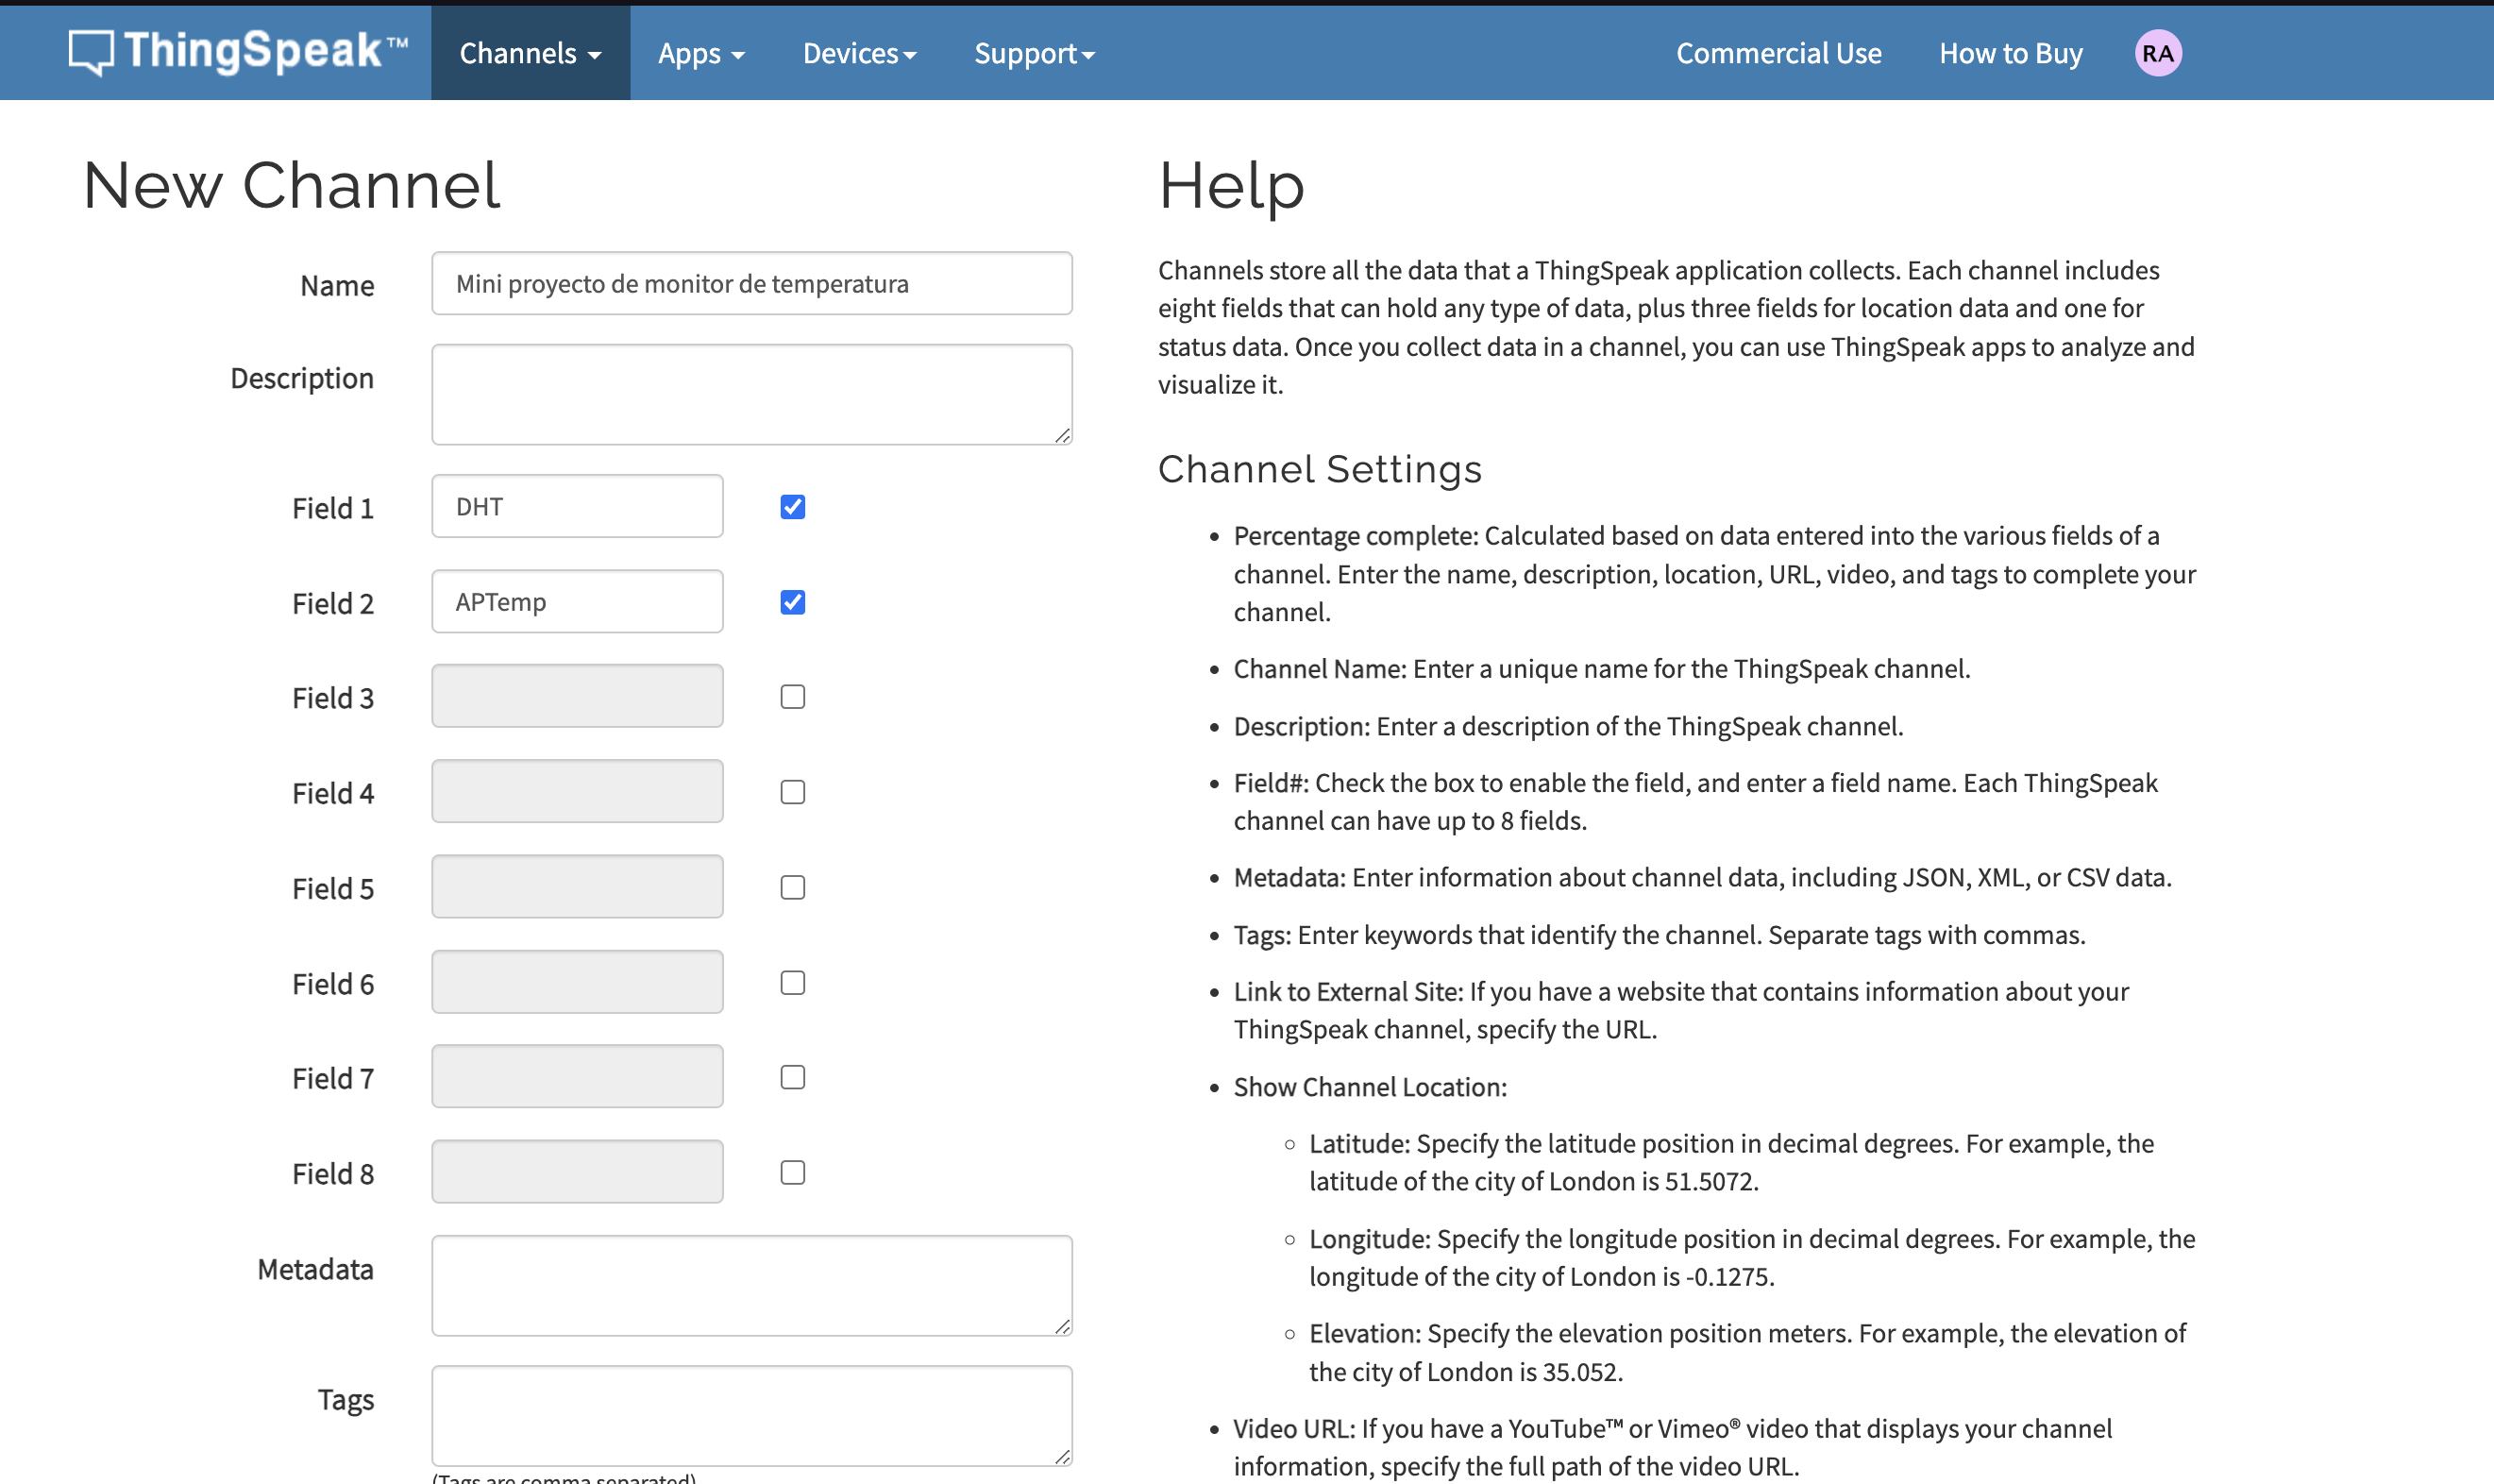 ThingSpeak™ Channels Apps Devices Support Commercial Use How to Buy RA
New Channel
Name Mini proyecto de monitor de temperatura
Description
Field 1 DHT
Field 2 APTemp
Field 3
Field 4
Field 5
Field 6
Field 7
Field 8
Metadata
Tags
(Tags are comma separated)
Help
Channels store all the data that a ThingSpeak application collects. Each channel includes
eight fields that can hold any type of data, plus three fields for location data and one for
status data. Once you collect data in a channel, you can use ThingSpeak apps to analyze and
visualize it.
Channel Settings
• Percentage complete: Calculated based on data entered into the various fields of a
channel. Enter the name, description, location, URL, video, and tags to complete your
channel.
• Channel Name: Enter a unique name for the ThingSpeak channel.
• Description: Enter a description of the ThingSpeak channel.
• Field#: Check the box to enable the field, and enter a field name. Each ThingSpeak
channel can have up to 8 fields.
• Metadata: Enter information about channel data, including JSON, XML, or CSV data.
• Tags: Enter keywords that identify the channel. Separate tags with commas.
• Link to External Site: If you have a website that contains information about your
ThingSpeak channel, specify the URL.
• Show Channel Location:
◦ Latitude: Specify the latitude position in decimal degrees. For example, the
latitude of the city of London is 51.5072.
◦ Longitude: Specify the longitude position in decimal degrees. For example, the
longitude of the city of London is -0.1275.
◦ Elevation: Specify the elevation position meters. For example, the elevation of
the city of London is 35.052.
• Video URL: If you have a YouTube™ or Vimeo® video that displays your channel
information, specify the full path of the video URL.